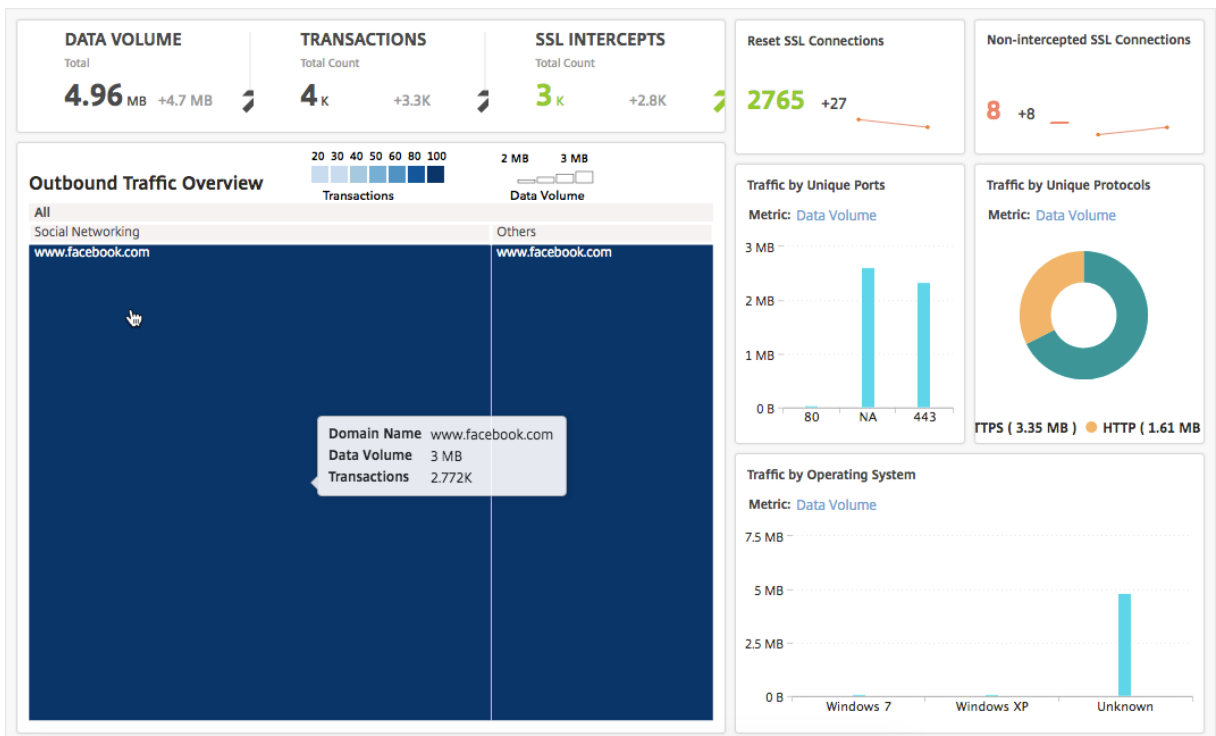 DATA VOLUME
Total
4.96 MB +4.7 MB
TRANSACTIONS
Total Count
4 K +3.3K
SSL INTERCEPTS
Total Count
3 K +2.8K
Reset SSL Connections
2765 +27
Non-intercepted SSL Connections
8 +8
Outbound Traffic Overview
20 30 40 50 60 80 100
Transactions
2 MB 3 MB
Data Volume
All
Social Networking Others
www.facebook.com www.facebook.com
Domain Name www.facebook.com
Data Volume 3 MB
Transactions 2.772K
Traffic by Unique Ports
Metric: Data Volume
3 MB
2 MB
1 MB
0 B
80 NA 443
Traffic by Unique Protocols
Metric: Data Volume
TTPS ( 3.35 MB ) HTTP ( 1.61 MB
Traffic by Operating System
Metric: Data Volume
7.5 MB
5 MB
2.5 MB
0 B
Windows 7 Windows XP Unknown